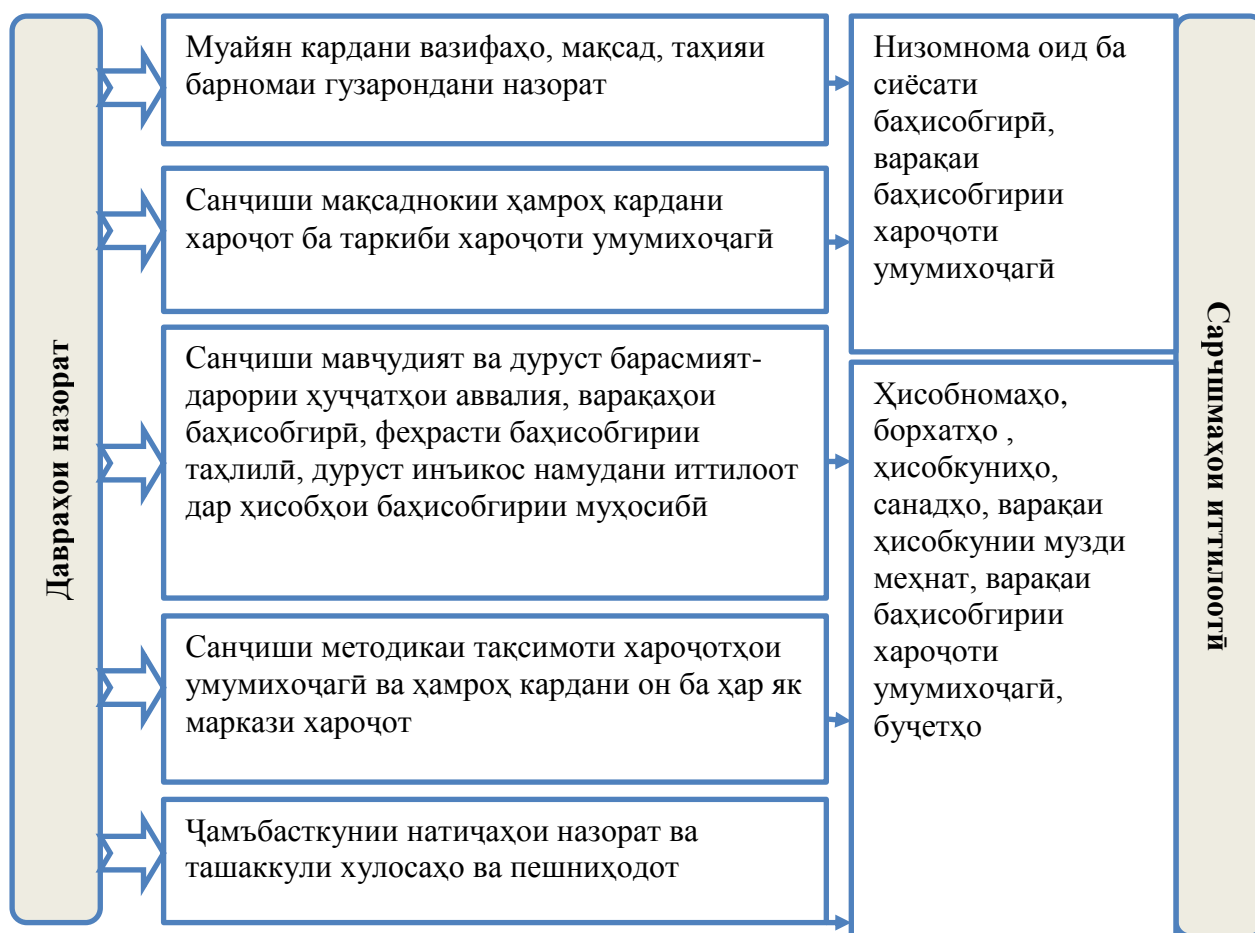 Давраҳои назорат
Муайян кардани вазифаҳо, мақсад, таҳияи
барномаи гузарондани назорат
Санҷиши мақсаднокии ҳамроҳ кардани
хароҷот ба таркиби хароҷоти умумихоҷагӣ
Санҷиши мавҷудият ва дуруст барасмият-
дарории ҳуҷҷатҳои аввалия, варақаҳои
баҳисобгирӣ, феҳрасти баҳисобгирии
таҳлилӣ, дуруст инъикос намудани иттилоот
дар ҳисобҳои баҳисобгирии муҳосибӣ
Санҷиши методикаи тақсимоти хароҷотҳои
умумихоҷагӣ ва ҳамроҳ кардани он ба ҳар як
маркази хароҷот
Ҷамъбасткунии натиҷаҳои назорат ва
ташаккули хулосаҳо ва пешниҳодот
Низомнома оид ба
сиёсати
баҳисобгирӣ,
варақаи
баҳисобгирии
хароҷоти
умумихоҷагӣ
Ҳисобномаҳо,
борхатҳо ,
ҳисобкуниҳо,
санадҳо, варақаи
ҳисобкунии музди
меҳнат, варақаи
баҳисобгирии
хароҷоти
умумихоҷагӣ,
буҷетҳо
Сарчшмаҳои иттилоотӣ